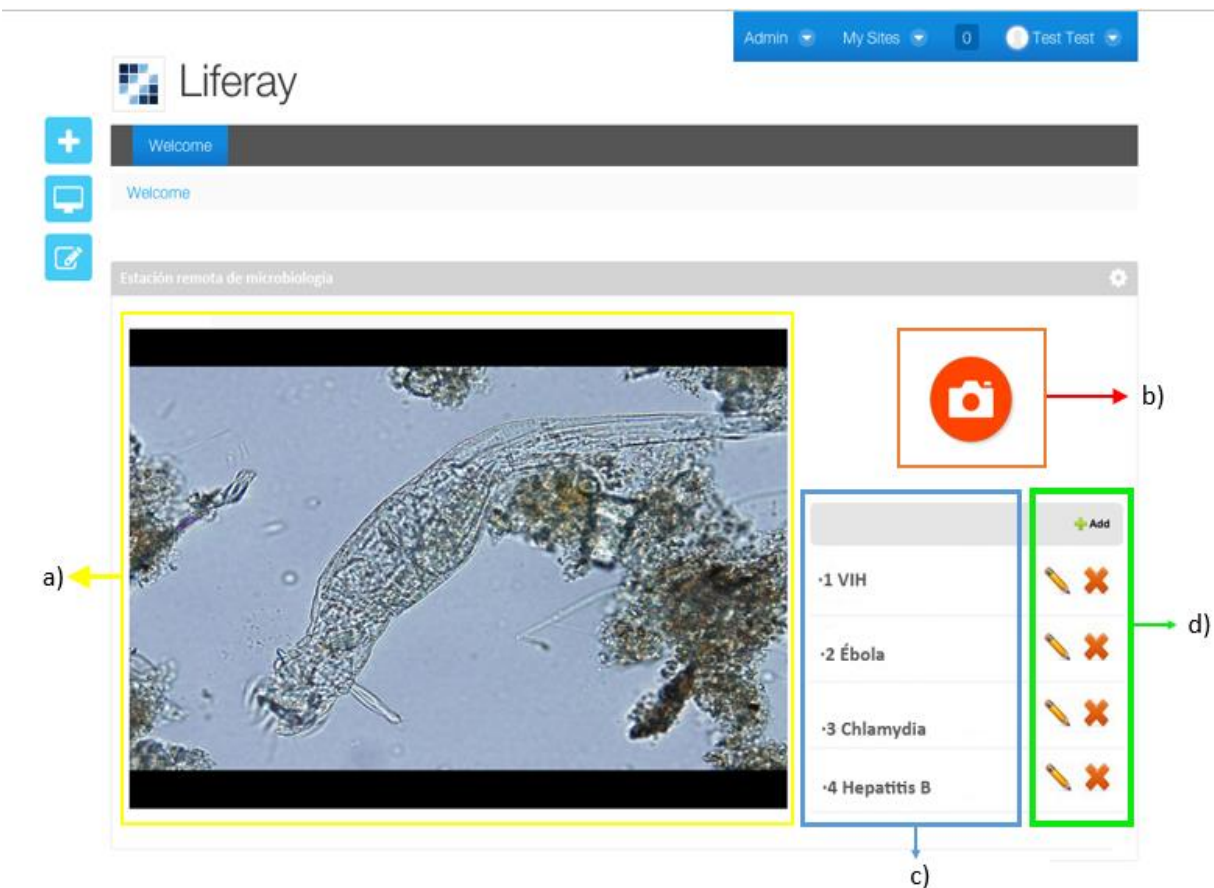 Admin My Sites 0 Test Test
Liferay
Welcome
Welcome
Estación remota de microbiologia
b)
Add
a)
·1 VIH
d)
·2 Ébola
·3 Chlamydia
·4 Hepatitis B
c)